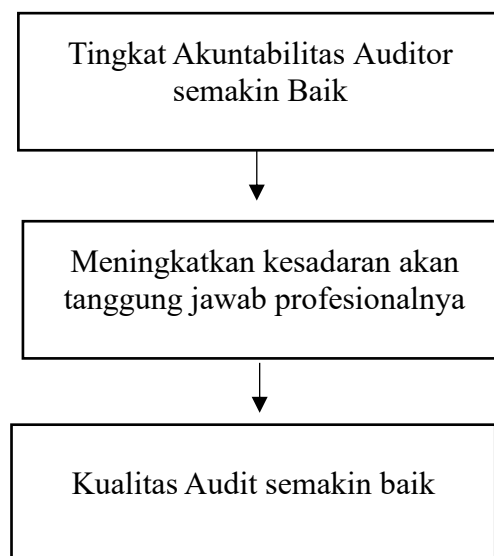 Tingkat Akuntabilitas Auditor
semakin Baik
Meningkatkan kesadaran akan
tanggung jawab profesionalnya
Kualitas Audit semakin baik